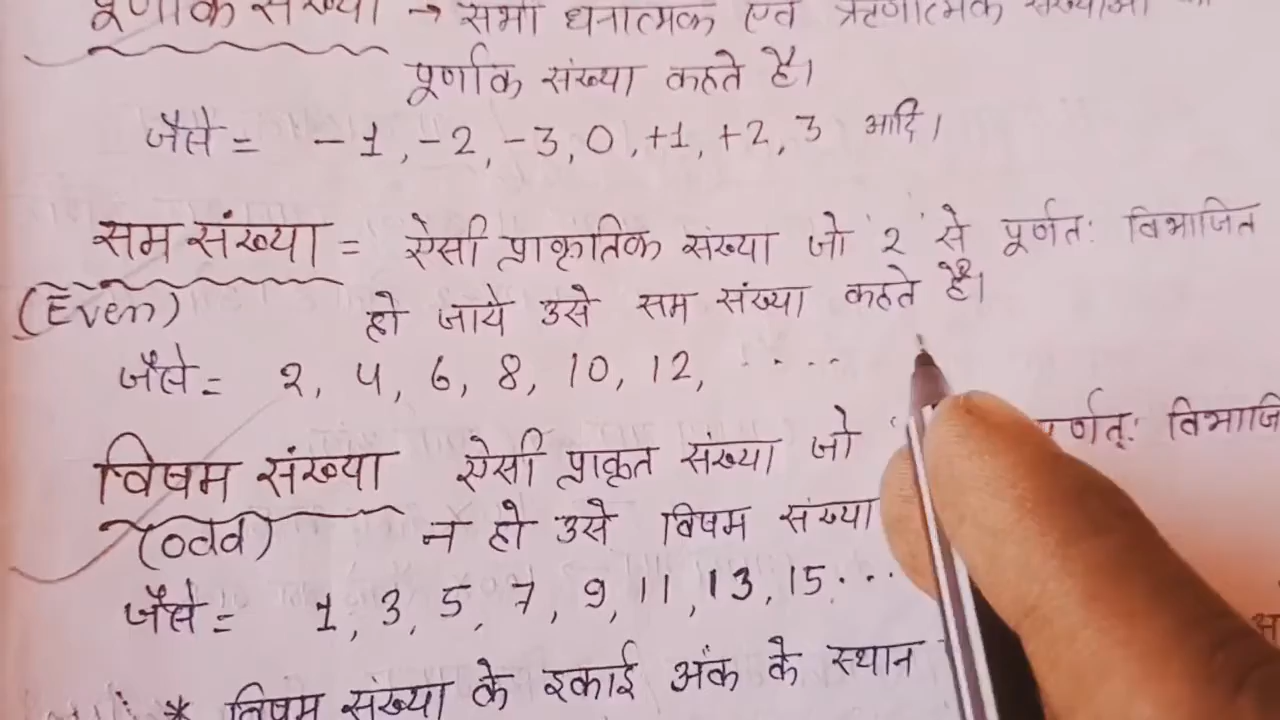 पूर्णांक संख्या → सभी धनात्मक एवं ऋणात्मक संख्याओं को
पूर्णांक संख्या कहते है।
जैसे = -1, -2, -3, 0, +1, +2, 3 आदि।
सम संख्या = ऐसी प्राकृतिक संख्या जो '2' से पूर्णत: विभाजित
(Even) हो जाये उसे सम संख्या कहते है।
जैसे = 2, 4, 6, 8, 10, 12, ....
विषम संख्या ऐसी प्राकृत संख्या जो विभाजि
(odd) न हो उसे विषम संख्या
जैसे = 1, 3, 5, 7, 9, 11, 13, 15...
* विषम संख्या के इकाई अंक के स्थान